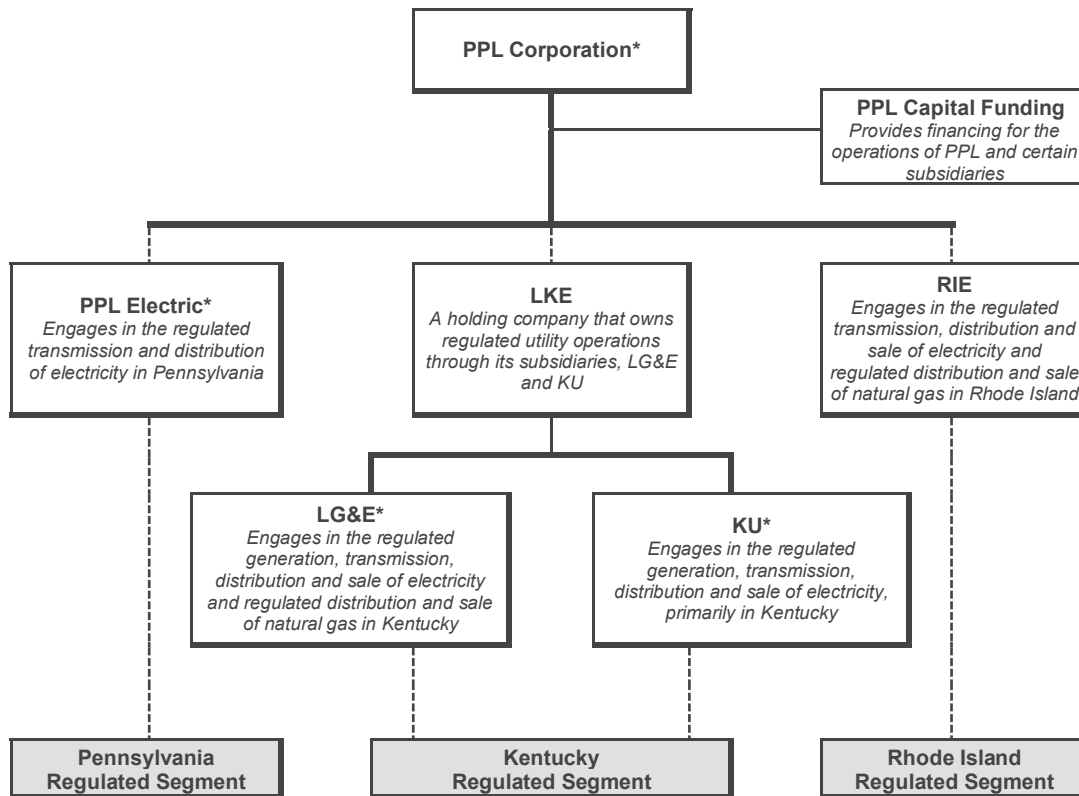 PPL Corporation*
PPL Capital Funding
Provides financing for the
operations of PPL and certain
subsidiaries
PPL Electric*
Engages in the regulated
transmission and distribution
of electricity in Pennsylvania
LKE
A holding company that owns
regulated utility operations
through its subsidiaries, LG&E
and KU
RIE
Engages in the regulated
transmission, distribution and
sale of electricity and
regulated distribution and sale
of natural gas in Rhode Island
LG&E*
Engages in the regulated
generation, transmission,
distribution and sale of electricity
and regulated distribution and sale
of natural gas in Kentucky
KU*
Engages in the regulated
generation, transmission,
distribution and sale of electricity,
primarily in Kentucky
Pennsylvania
Regulated Segment
Kentucky
Regulated Segment
Rhode Island
Regulated Segment